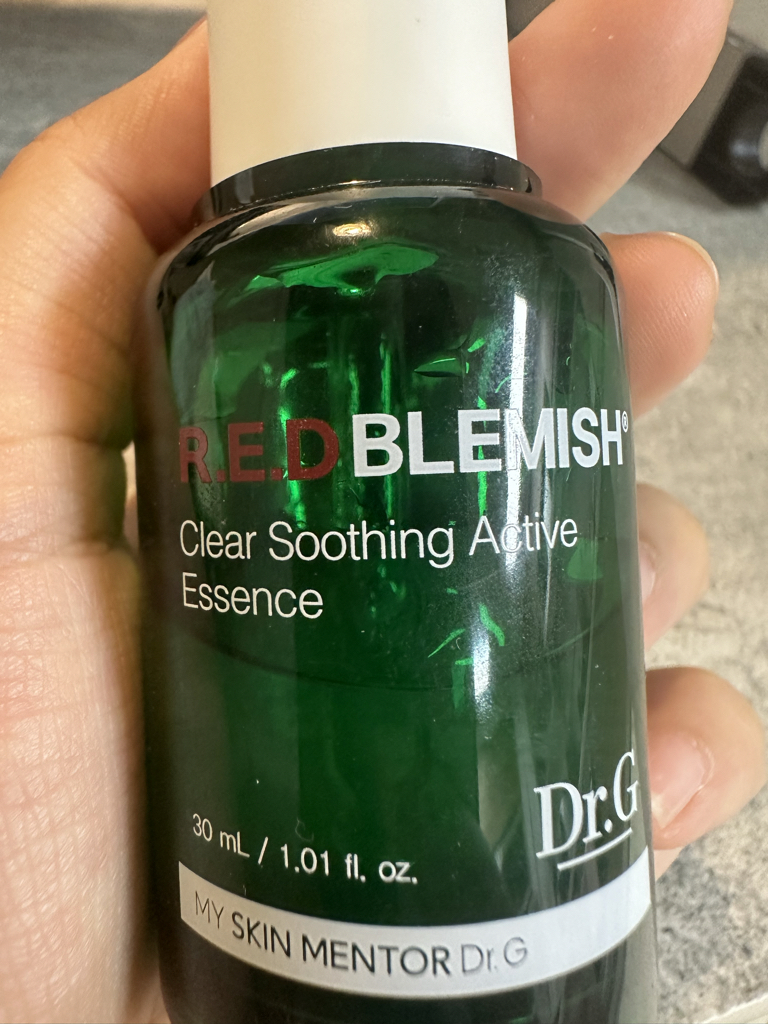 R.E.D BLEMISH®
Clear Soothing Active
Essence
Dr.G
30 mL / 1.01 fl. oz.
MY SKIN MENTOR Dr.G